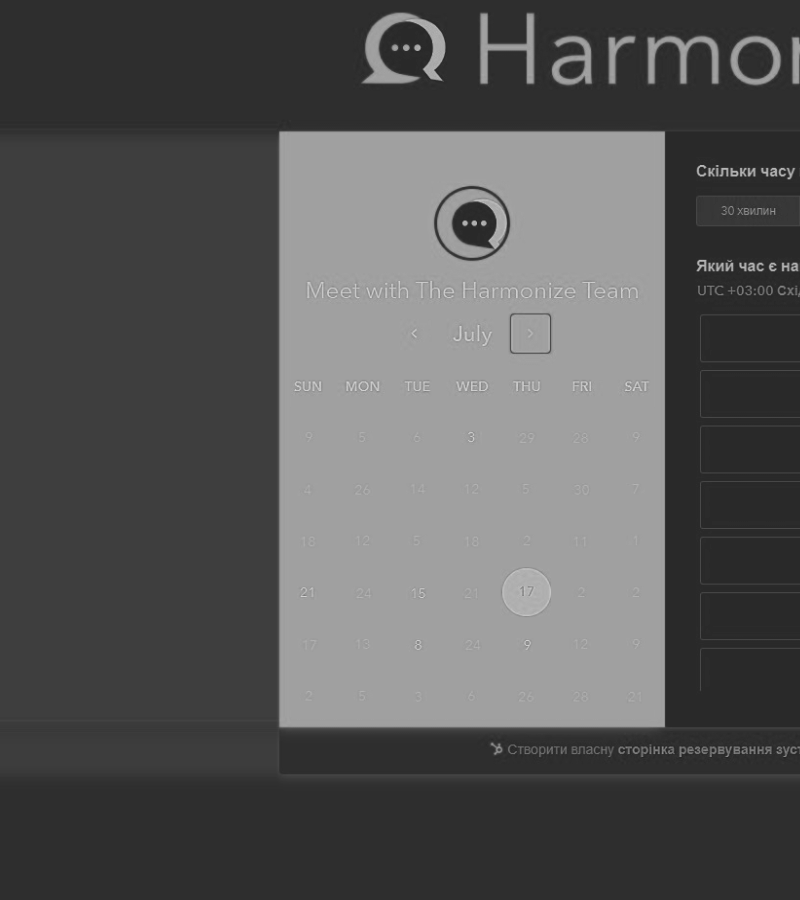 Harmon
Meet with The Harmonize Team
July
SUN MON TUE WED THU FRI SAT
9 5 6 3 29 28 9
4 26 14 12 5 30 7
18 12 5 18 2 11 1
21 24 15 21 17 2 2
17 13 8 24 9 12 9
2 5 3 6 26 28 21
Скільки часу
30 хвилин
Який час є на
UTC +03:00 Схі
Створити власну сторінка резервування зуст